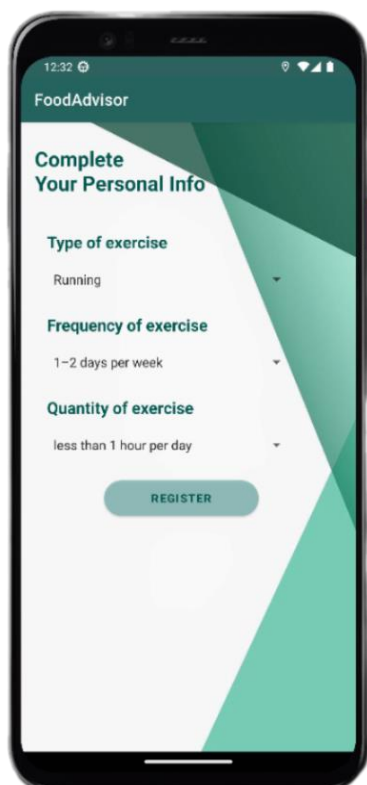 12:32
FoodAdvisor
Complete
Your Personal Info
Type of exercise
Running
Frequency of exercise
1–2 days per week
Quantity of exercise
less than 1 hour per day
REGISTER